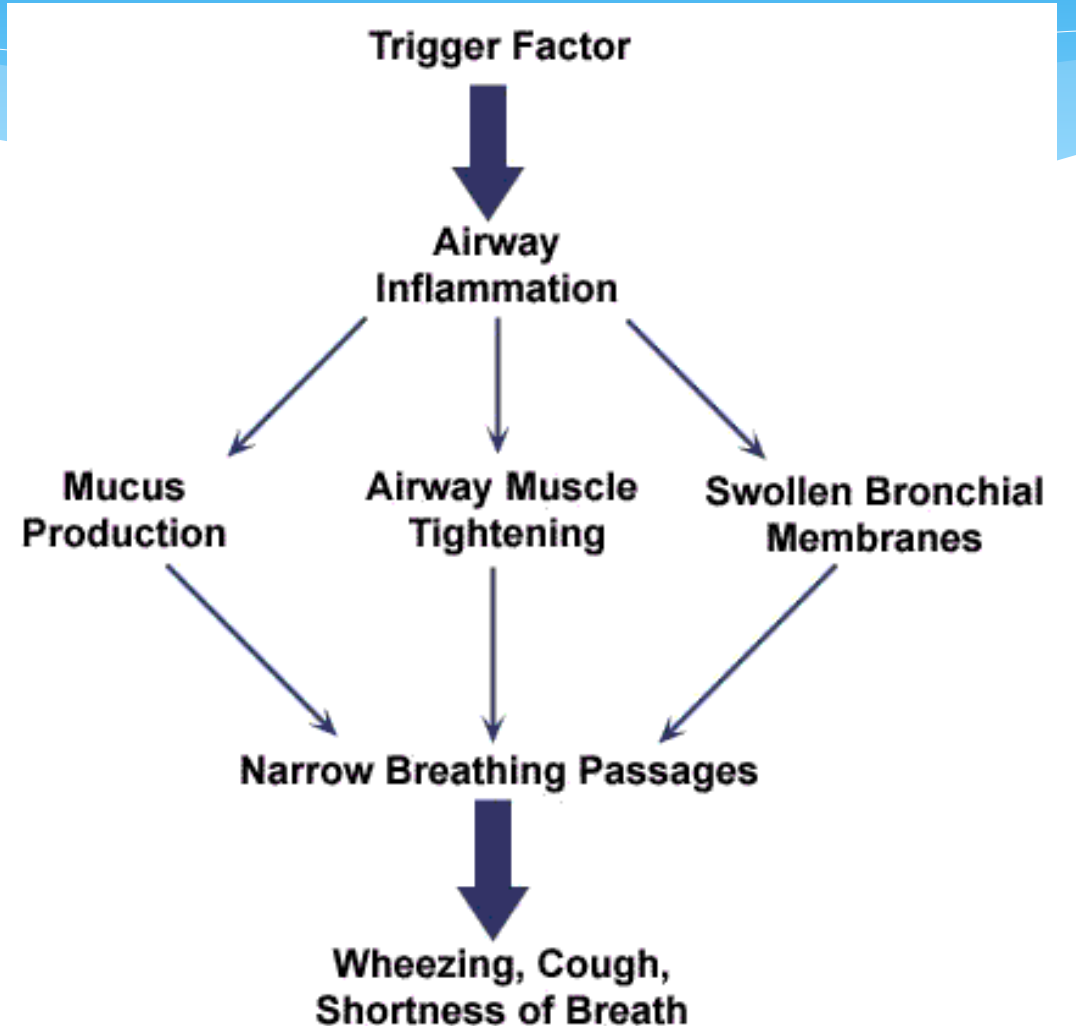 Trigger Factor
Airway
Inflammation
Mucus
Production
Airway Muscle
Tightening
Swollen Bronchial
Membranes
Narrow Breathing Passages
Wheezing, Cough,
Shortness of Breath